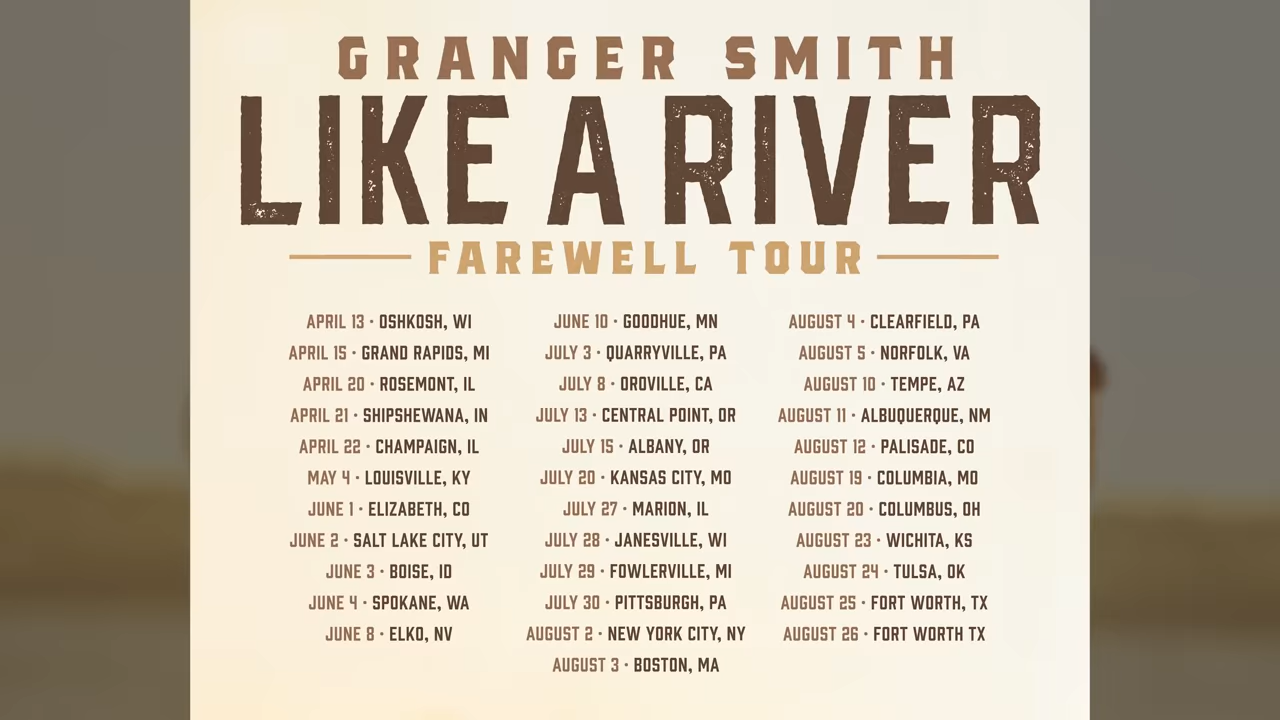 GRANGER SMITH
LIKE A RIVER
FAREWELL TOUR
APRIL 13 · OSHKOSH, WI
APRIL 15 · GRAND RAPIDS, MI
APRIL 20 · ROSEMONT, IL
APRIL 21 · SHIPSHEWANA, IN
APRIL 22 · CHAMPAIGN, IL
MAY 4 · LOUISVILLE, KY
JUNE 1 · ELIZABETH, CO
JUNE 2 · SALT LAKE CITY, UT
JUNE 3 · BOISE, ID
JUNE 4 · SPOKANE, WA
JUNE 8 · ELKO, NV
JUNE 10 · GOODHUE, MN
JULY 3 · QUARRYVILLE, PA
JULY 8 · OROVILLE, CA
JULY 13 · CENTRAL POINT, OR
JULY 15 · ALBANY, OR
JULY 20 · KANSAS CITY, MO
JULY 27 · MARION, IL
JULY 28 · JANESVILLE, WI
JULY 29 · FOWLERVILLE, MI
JULY 30 · PITTSBURGH, PA
AUGUST 2 · NEW YORK CITY, NY
AUGUST 3 · BOSTON, MA
AUGUST 4 · CLEARFIELD, PA
AUGUST 5 · NORFOLK, VA
AUGUST 10 · TEMPE, AZ
AUGUST 11 · ALBUQUERQUE, NM
AUGUST 12 · PALISADE, CO
AUGUST 19 · COLUMBIA, MO
AUGUST 20 · COLUMBUS, OH
AUGUST 23 · WICHITA, KS
AUGUST 24 · TULSA, OK
AUGUST 25 · FORT WORTH, TX
AUGUST 26 · FORT WORTH TX